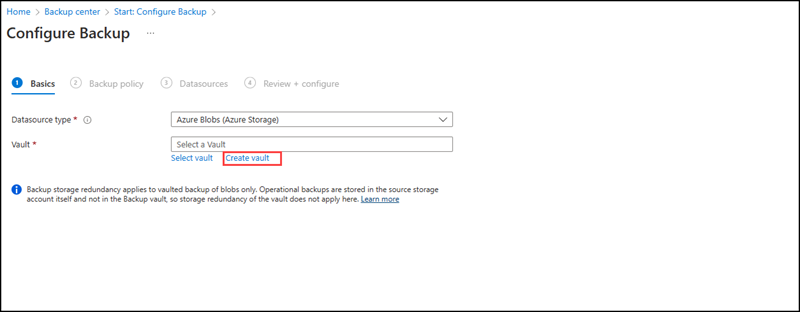 Home > Backup center > Start: Configure Backup >
Configure Backup ...
1 Basics 2 Backup policy 3 Datasources 4 Review + configure
Datasource type * Azure Blobs (Azure Storage)
Vault * Select a Vault
Select vault Create vault
Backup storage redundancy applies to vaulted backup of blobs only. Operational backups are stored in the source storage
account itself and not in the Backup vault, so storage redundancy of the vault does not apply here. Learn more